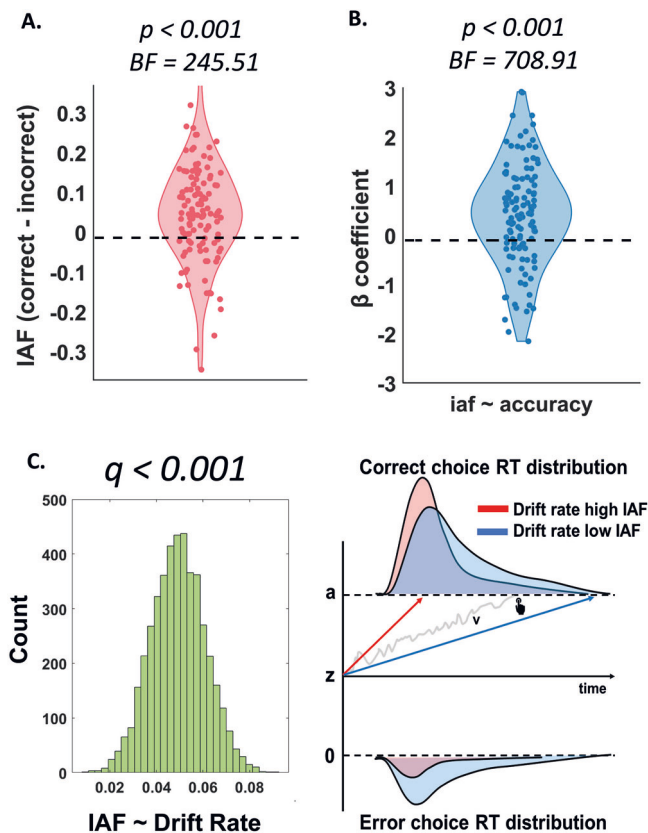 A.
p < 0.001
BF = 245.51
IAF (correct - incorrect)
0.3
0.2
0.1
0
-0.1
-0.2
-0.3
B.
p < 0.001
BF = 708.91
β coefficient
3
2
1
0
-1
-2
-3
iaf ~ accuracy
C.
q < 0.001
Count
500
400
300
200
100
0
0.02 0.04 0.06 0.08
IAF ~ Drift Rate
Correct choice RT distribution
Drift rate high IAF
Drift rate low IAF
a
v
z
time
0
Error choice RT distribution